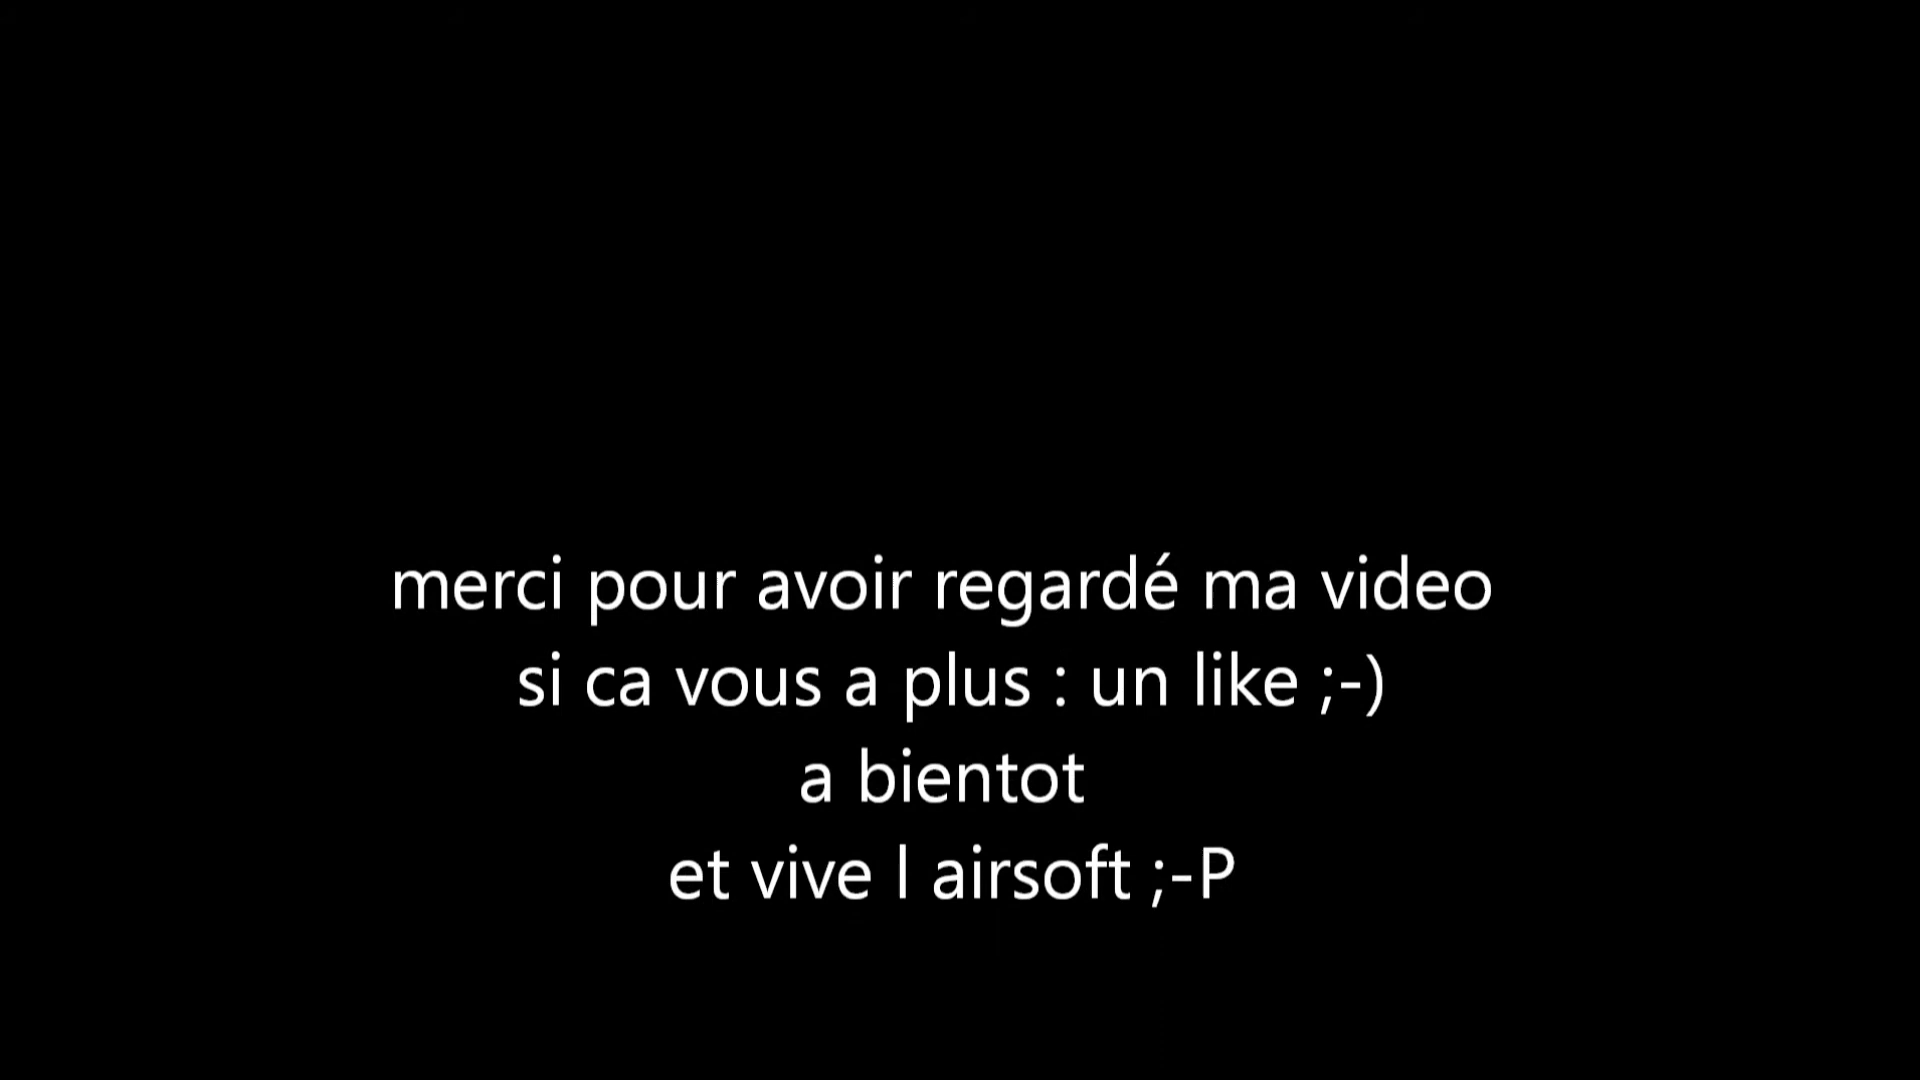 merci pour avoir regardé ma video
si ca vous a plus : un like ;-)
a bientot
et vive l airsoft ;-P